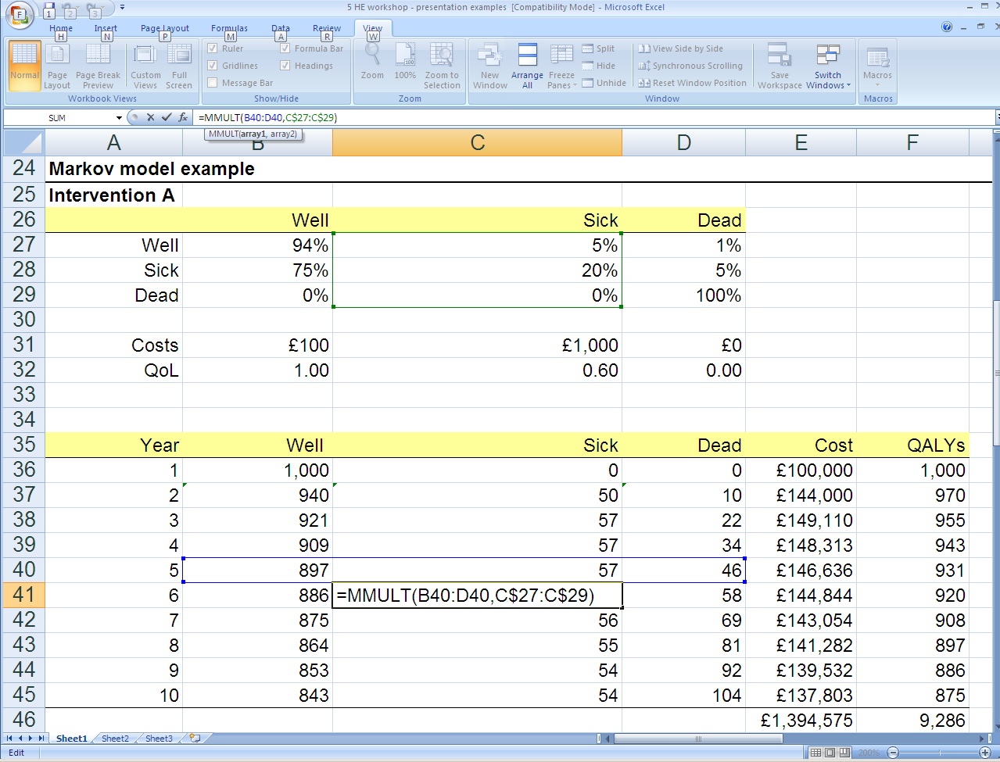 5 HE workshop - presentation examples [Compatibility Mode] - Microsoft Excel
F 1 2 3
Home Insert Page Layout Formulas Data Review View
H N P M A R W
Normal Page Layout Page Break Preview Custom Views Full Screen
Workbook Views
Ruler Formula Bar
Gridlines Headings
Message Bar
Show/Hide
Zoom 100% Zoom to Selection
Zoom
New Window Arrange All Freeze Panes Split Hide Unhide
View Side by Side
Synchronous Scrolling
Reset Window Position
Save Workspace Switch Windows
Window
Macros
Macros
SUM fx =MMULT(B40:D40,C$27:C$29)
MMULT(array1, array2)
A B C D E F
24 Markov model example
25 Intervention A
26 Well Sick Dead
27 Well 94% 5% 1%
28 Sick 75% 20% 5%
29 Dead 0% 0% 100%
30
31 Costs £100 £1,000 £0
32 QoL 1.00 0.60 0.00
33
34
35 Year Well Sick Dead Cost QALYs
36 1 1,000 0 0 £100,000 1,000
37 2 940 50 10 £144,000 970
38 3 921 57 22 £149,110 955
39 4 909 57 34 £148,313 943
40 5 897 57 46 £146,636 931
41 6 886 =MMULT(B40:D40,C$27:C$29) 58 £144,844 920
42 7 875 56 69 £143,054 908
43 8 864 55 81 £141,282 897
44 9 853 54 92 £139,532 886
45 10 843 54 104 £137,803 875
46 £1,394,575 9,286
Sheet1 Sheet2 Sheet3
Edit 200%